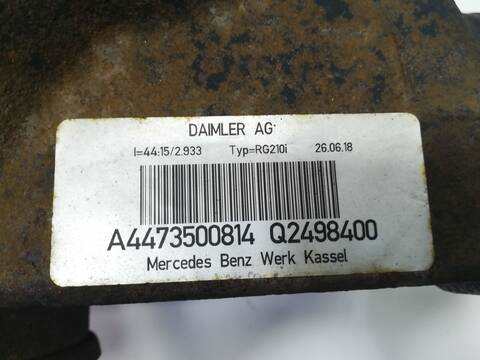 DAIMLER AG
I=44:15/2.933 Typ=RG210i 26.06.18
A4473500814 Q2498400
Mercedes Benz Werk Kassel